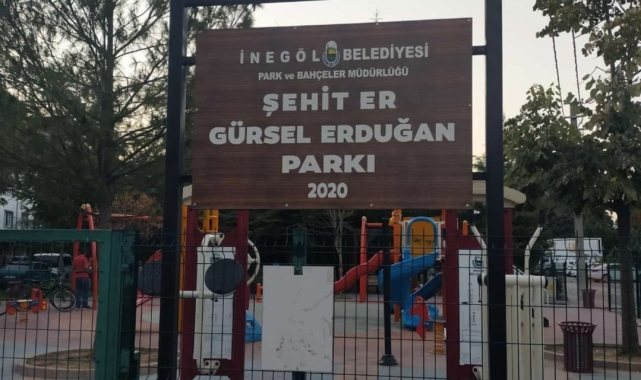 İNEGÖL BELEDİYESİ
PARK ve BAHÇELER MÜDÜRLÜĞÜ
ŞEHİT ER
GÜRSEL ERDUĞAN
PARKI
2020